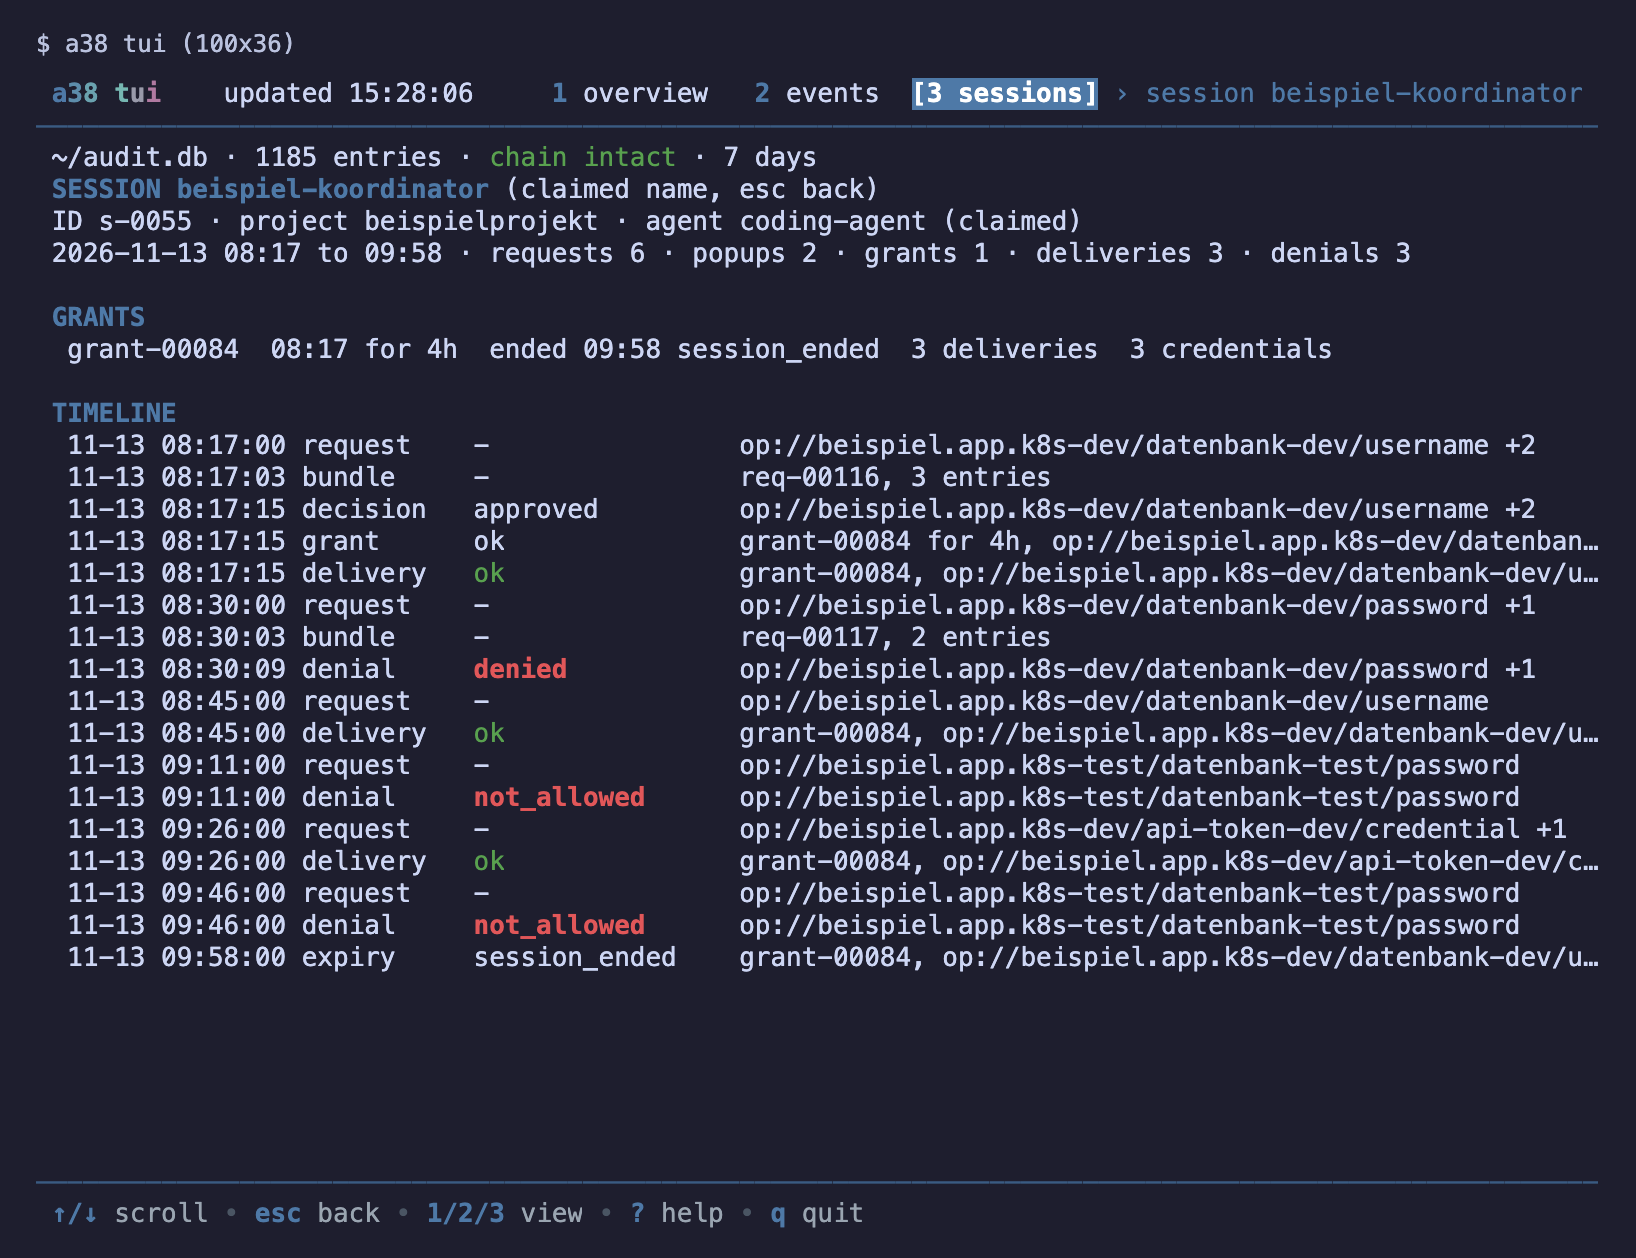 $ a38 tui (100x36)
a38 tui updated 15:28:06 1 overview 2 events [3 sessions] › session beispiel-koordinator
~/audit.db · 1185 entries · chain intact · 7 days
SESSION beispiel-koordinator (claimed name, esc back)
ID s-0055 · project beispielprojekt · agent coding-agent (claimed)
2026-11-13 08:17 to 09:58 · requests 6 · popups 2 · grants 1 · deliveries 3 · denials 3
GRANTS
grant-00084 08:17 for 4h ended 09:58 session_ended 3 deliveries 3 credentials
TIMELINE
11-13 08:17:00 request – op://beispiel.app.k8s-dev/datenbank-dev/username +2
11-13 08:17:03 bundle – req-00116, 3 entries
11-13 08:17:15 decision approved op://beispiel.app.k8s-dev/datenbank-dev/username +2
11-13 08:17:15 grant ok grant-00084 for 4h, op://beispiel.app.k8s-dev/datenban…
11-13 08:17:15 delivery ok grant-00084, op://beispiel.app.k8s-dev/datenbank-dev/u…
11-13 08:30:00 request – op://beispiel.app.k8s-dev/datenbank-dev/password +1
11-13 08:30:03 bundle – req-00117, 2 entries
11-13 08:30:09 denial denied op://beispiel.app.k8s-dev/datenbank-dev/password +1
11-13 08:45:00 request – op://beispiel.app.k8s-dev/datenbank-dev/username
11-13 08:45:00 delivery ok grant-00084, op://beispiel.app.k8s-dev/datenbank-dev/u…
11-13 09:11:00 request – op://beispiel.app.k8s-test/datenbank-test/password
11-13 09:11:00 denial not_allowed op://beispiel.app.k8s-test/datenbank-test/password
11-13 09:26:00 request – op://beispiel.app.k8s-dev/api-token-dev/credential +1
11-13 09:26:00 delivery ok grant-00084, op://beispiel.app.k8s-dev/api-token-dev/c…
11-13 09:46:00 request – op://beispiel.app.k8s-test/datenbank-test/password
11-13 09:46:00 denial not_allowed op://beispiel.app.k8s-test/datenbank-test/password
11-13 09:58:00 expiry session_ended grant-00084, op://beispiel.app.k8s-dev/datenbank-dev/u…
↑/↓ scroll • esc back • 1/2/3 view • ? help • q quit